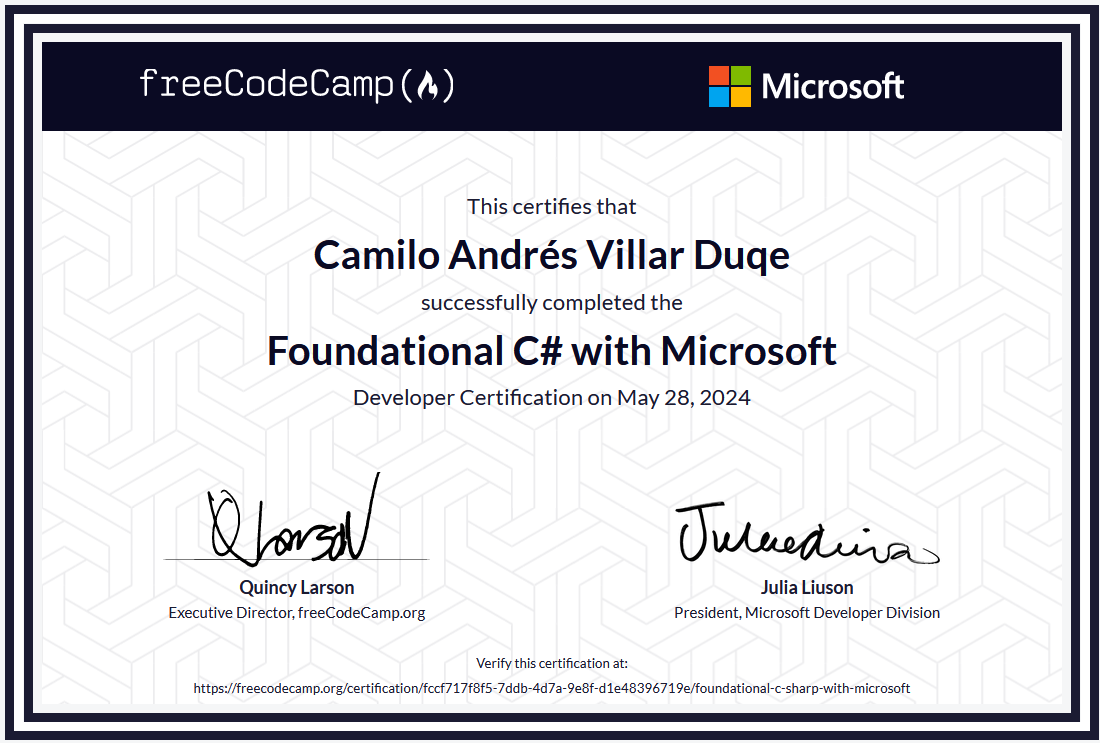 freeCodeCamp
Microsoft
This certifies that
Camilo Andrés Villar Duqe
successfully completed the
Foundational C# with Microsoft
Developer Certification on May 28, 2024
Quincy Larson
Executive Director, freeCodeCamp.org
Julia Liuson
President, Microsoft Developer Division
Verify this certification at:
https://freecodecamp.org/certification/fccf717f8f5-7ddb-4d7a-9e8f-d1e48396719e/foundational-c-sharp-with-microsoft